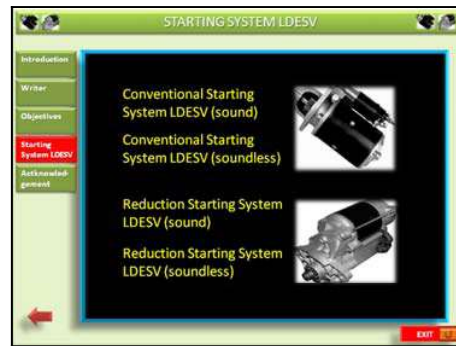 STARTING SYSTEM LDESV
Introduction
Writer
Objectives
Starting
System LDESV
Acitknowled-
gement
Conventional Starting
System LDESV (sound)
Conventional Starting
System LDESV (soundless)
Reduction Starting System
LDESV (sound)
Reduction Starting System
LDESV (soundless)
EXIT